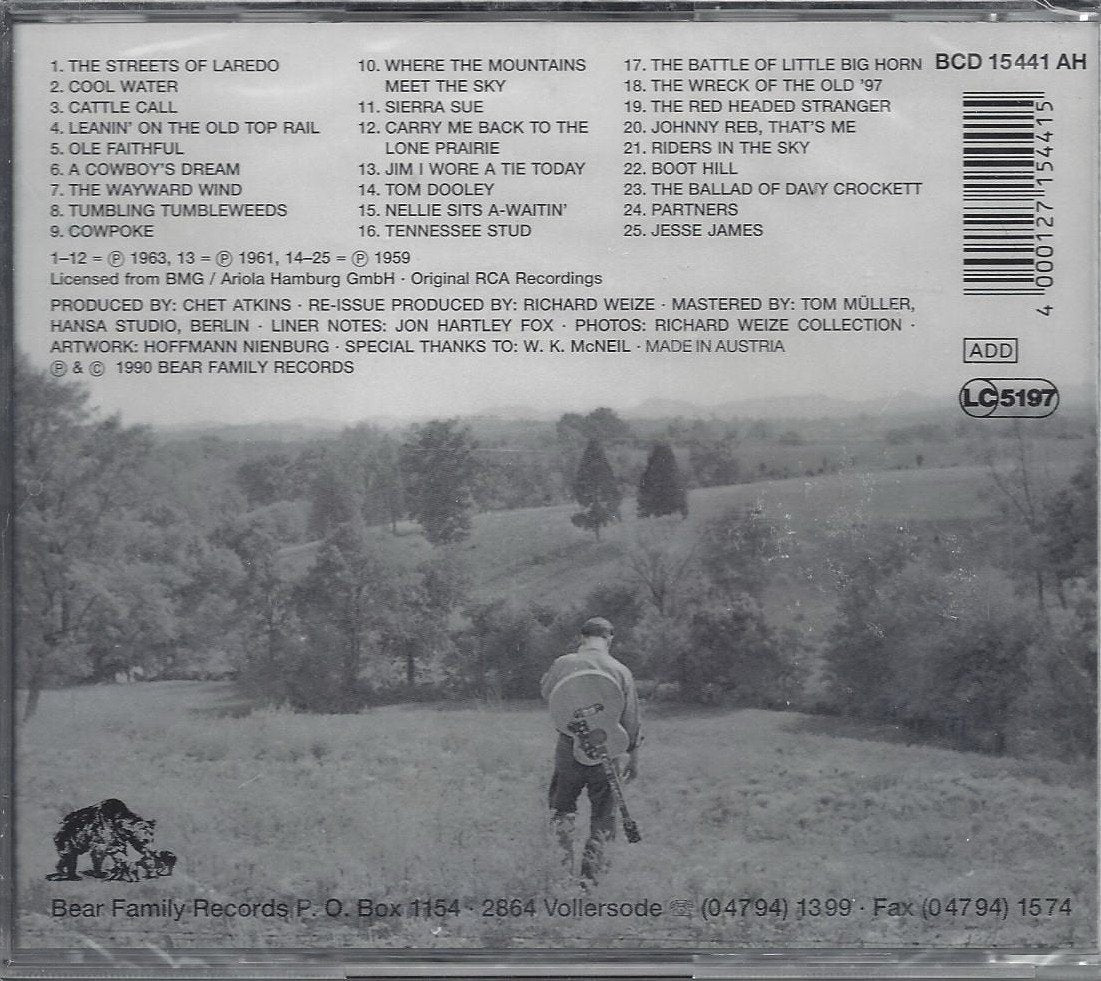 1. THE STREETS OF LAREDO
2. COOL WATER
3. CATTLE CALL
4. LEANIN' ON THE OLD TOP RAIL
5. OLE FAITHFUL
6. A COWBOY'S DREAM
7. THE WAYWARD WIND
8. TUMBLING TUMBLEWEEDS
9. COWPOKE
10. WHERE THE MOUNTAINS
MEET THE SKY
11. SIERRA SUE
12. CARRY ME BACK TO THE
LONE PRAIRIE
13. JIM I WORE A TIE TODAY
14. TOM DOOLEY
15. NELLIE SITS A-WAITIN'
16. TENNESSEE STUD
17. THE BATTLE OF LITTLE BIG HORN
18. THE WRECK OF THE OLD '97
19. THE RED HEADED STRANGER
20. JOHNNY REB, THAT'S ME
21. RIDERS IN THE SKY
22. BOOT HILL
23. THE BALLAD OF DAVY CROCKETT
24. PARTNERS
25. JESSE JAMES
BCD 15441 AH
4 000127 154415
ADD
LC 5197
1–12 = Ⓟ 1963, 13 = Ⓟ 1961, 14–25 = Ⓟ 1959
Licensed from BMG / Ariola Hamburg GmbH · Original RCA Recordings
PRODUCED BY: CHET ATKINS · RE-ISSUE PRODUCED BY: RICHARD WEIZE · MASTERED BY: TOM MÜLLER,
HANSA STUDIO, BERLIN · LINER NOTES: JON HARTLEY FOX · PHOTOS: RICHARD WEIZE COLLECTION ·
ARTWORK: HOFFMANN NIENBURG · SPECIAL THANKS TO: W. K. McNEIL · MADE IN AUSTRIA
Ⓟ & © 1990 BEAR FAMILY RECORDS
Bear Family Records P. O. Box 1154 · 2864 Vollersode ☏ (04794) 1399 · Fax (04794) 1574